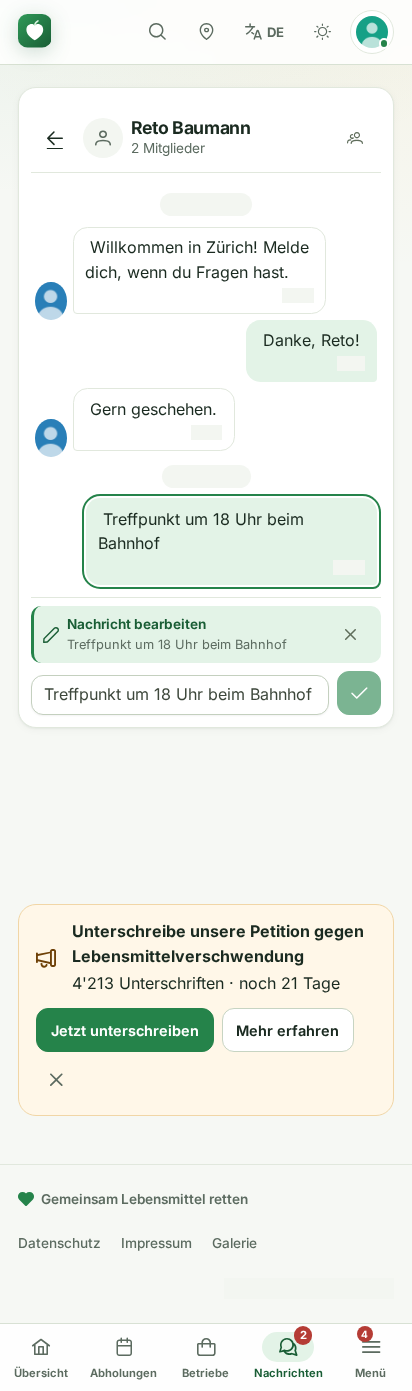 DE
Reto Baumann
2 Mitglieder
Willkommen in Zürich! Melde
dich, wenn du Fragen hast.
Danke, Reto!
Gern geschehen.
Treffpunkt um 18 Uhr beim
Bahnhof
Nachricht bearbeiten
Treffpunkt um 18 Uhr beim Bahnhof
Treffpunkt um 18 Uhr beim Bahnhof
Unterschreibe unsere Petition gegen
Lebensmittelverschwendung
4'213 Unterschriften · noch 21 Tage
Jetzt unterschreiben Mehr erfahren
Gemeinsam Lebensmittel retten
Datenschutz Impressum Galerie
2 4
Übersicht Abholungen Betriebe Nachrichten Menü